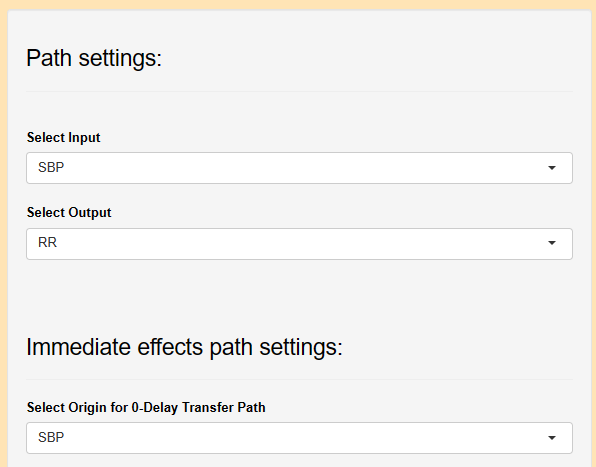 Path settings:
Select Input
SBP
Select Output
RR
Immediate effects path settings:
Select Origin for 0-Delay Transfer Path
SBP